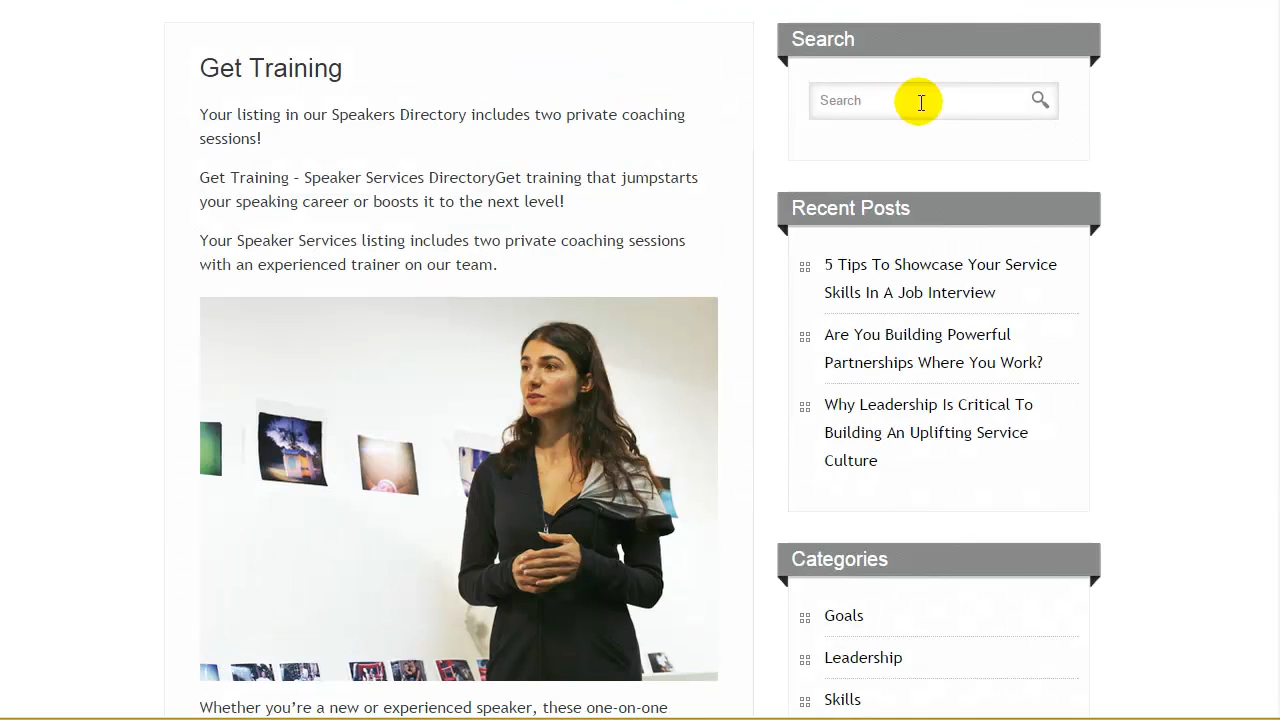 Get Training
Your listing in our Speakers Directory includes two private coaching
sessions!
Get Training – Speaker Services DirectoryGet training that jumpstarts
your speaking career or boosts it to the next level!
Your Speaker Services listing includes two private coaching sessions
with an experienced trainer on our team.
Whether you’re a new or experienced speaker, these one-on-one
Search
Search
Recent Posts
5 Tips To Showcase Your Service
Skills In A Job Interview
Are You Building Powerful
Partnerships Where You Work?
Why Leadership Is Critical To
Building An Uplifting Service
Culture
Categories
Goals
Leadership
Skills